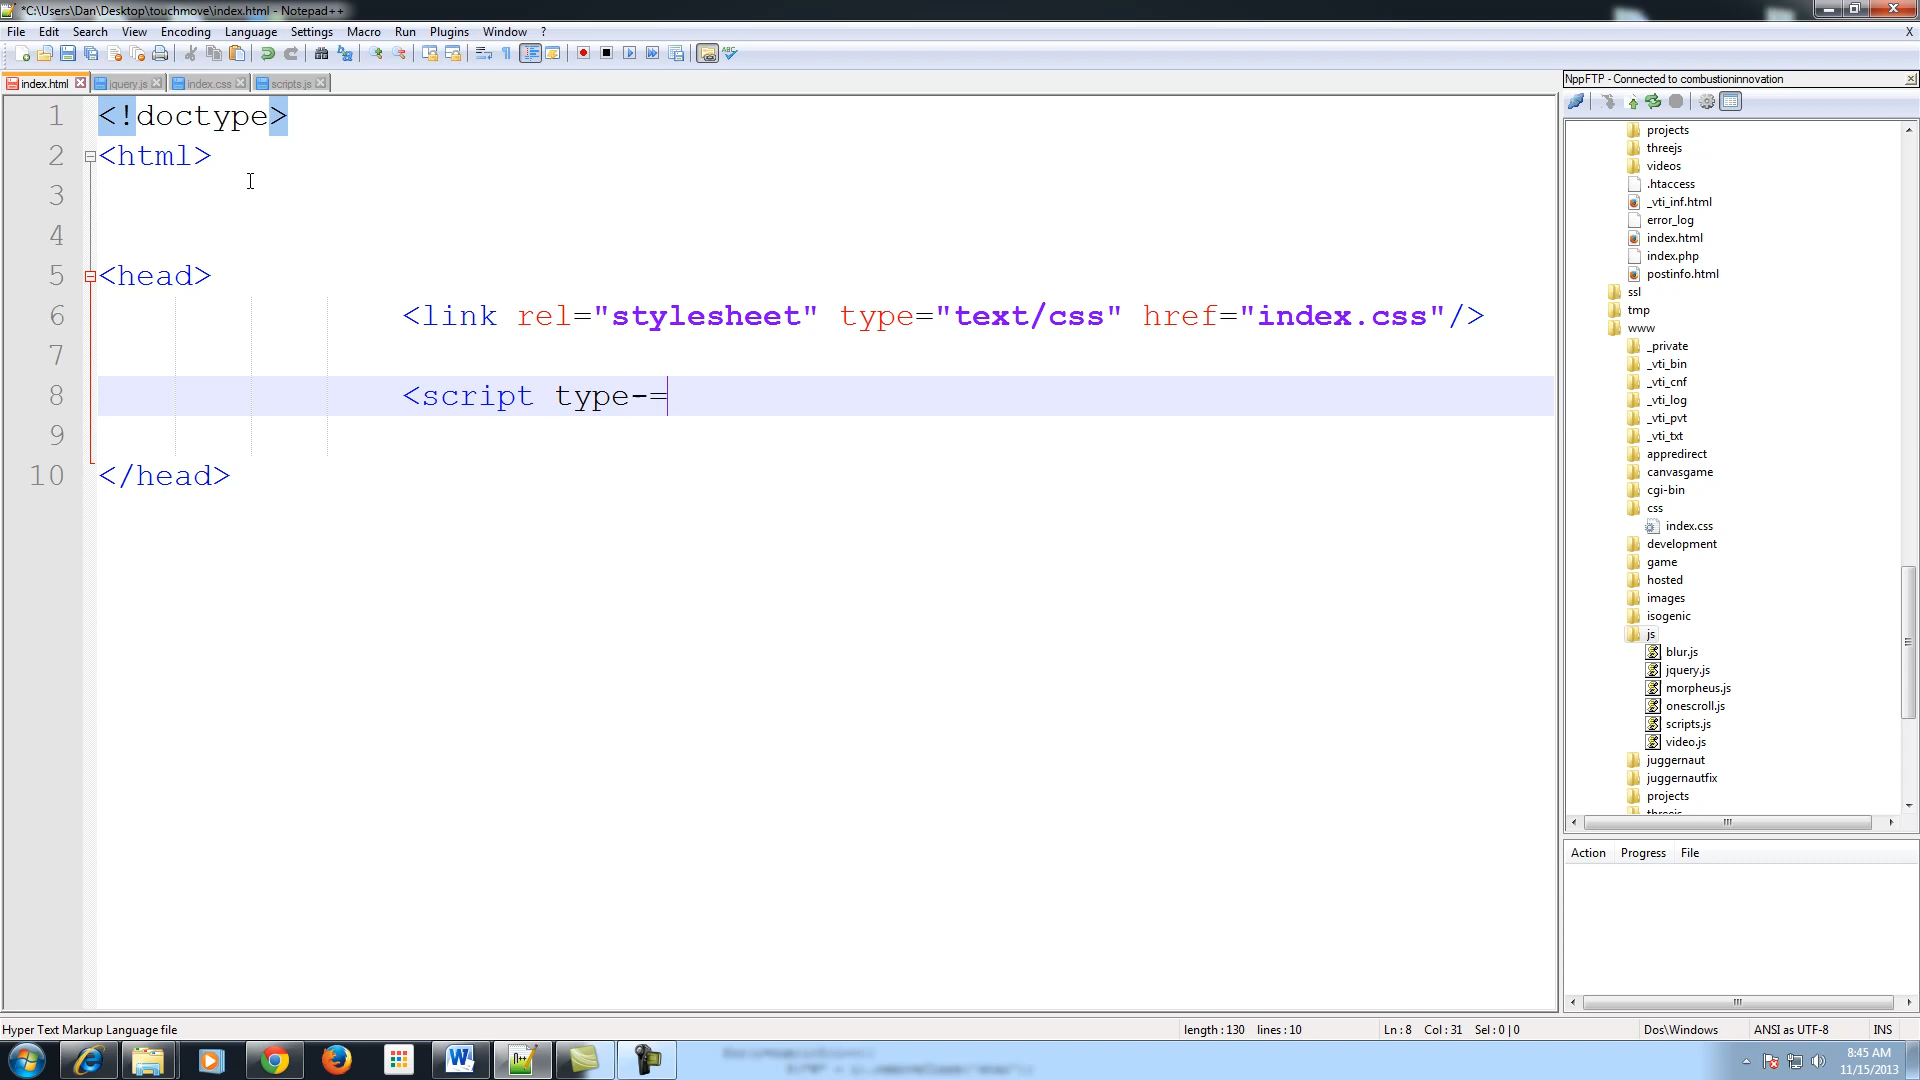 *C:\Users\Dan\Desktop\touchmove\index.html - Notepad++
File Edit Search View Encoding Language Settings Macro Run Plugins Window ? X
index.html jquery.js index.css scripts.js
NppFTP - Connected to combustioninnovation
1 <!doctype>
2 <html>
3
4
5 <head>
6 <link rel="stylesheet" type="text/css" href="index.css"/>
7
8 <script type-=
9
10 </head>
projects
threejs
videos
.htaccess
_vti_inf.html
error_log
index.html
index.php
postinfo.html
ssl
tmp
www
_private
_vti_bin
_vti_cnf
_vti_log
_vti_pvt
_vti_txt
appredirect
canvasgame
cgi-bin
css
index.css
development
game
hosted
images
isogenic
js
blur.js
jquery.js
morpheus.js
onescroll.js
scripts.js
video.js
juggernaut
juggernautfix
projects
threejs
Action Progress File
Hyper Text Markup Language file length : 130 lines : 10 Ln : 8 Col : 31 Sel : 0 | 0 Dos\Windows ANSI as UTF-8 INS
8:45 AM
11/15/2013